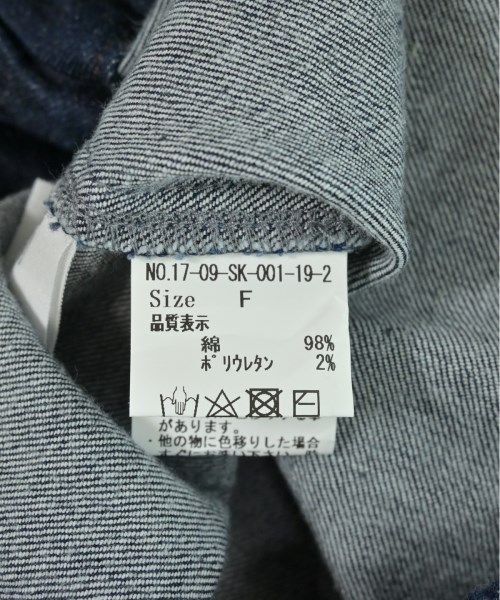 NO.17-09-SK-001-19-2
Size F
品質表示
綿 98%
ポリウレタン 2%
があります。
・他の物に色移りした場合